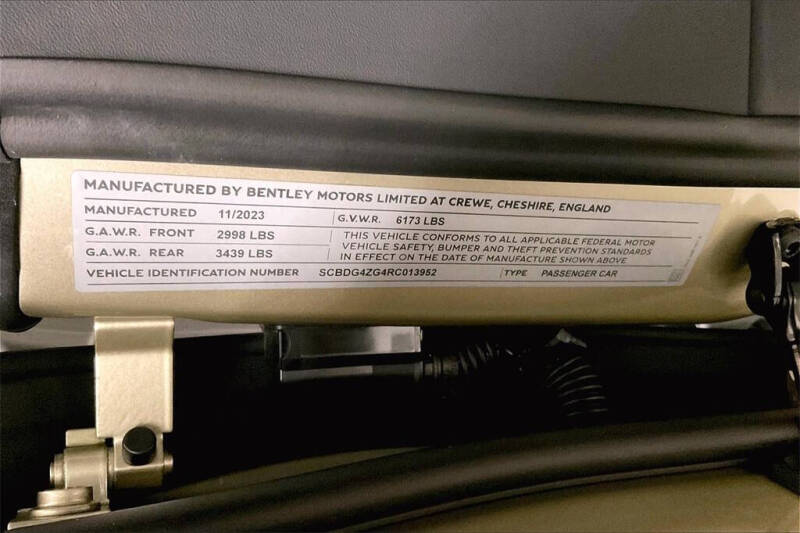 MANUFACTURED BY BENTLEY MOTORS LIMITED AT CREWE, CHESHIRE, ENGLAND
MANUFACTURED 11/2023 G.V.W.R. 6173 LBS
G.A.W.R. FRONT 2998 LBS
G.A.W.R. REAR 3439 LBS
THIS VEHICLE CONFORMS TO ALL APPLICABLE FEDERAL MOTOR
VEHICLE SAFETY, BUMPER AND THEFT PREVENTION STANDARDS
IN EFFECT ON THE DATE OF MANUFACTURE SHOWN ABOVE
VEHICLE IDENTIFICATION NUMBER SCBDG4ZG4RC013952 TYPE PASSENGER CAR